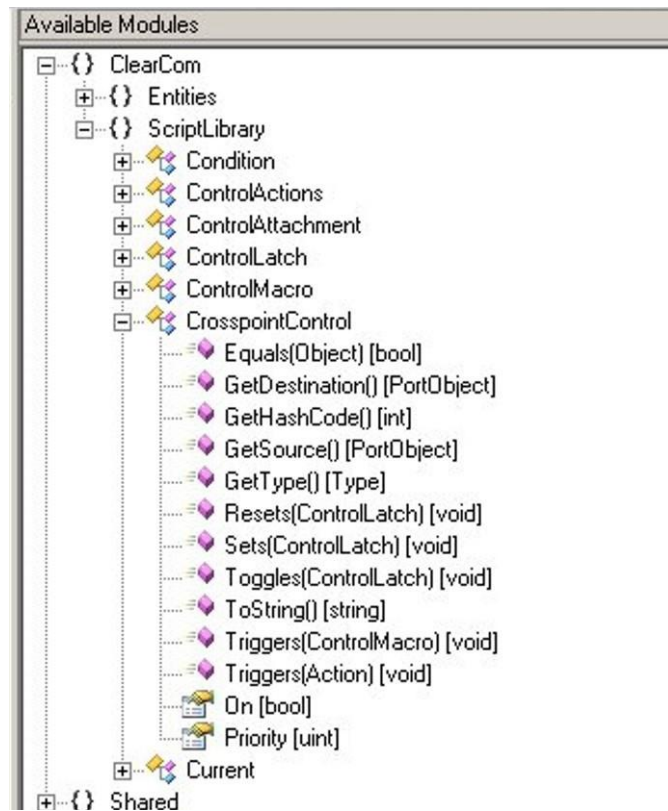 Available Modules
{} ClearCom
{} Entities
{} ScriptLibrary
Condition
ControlActions
ControlAttachment
ControlLatch
ControlMacro
CrosspointControl
Equals(Object) [bool]
GetDestination() [PortObject]
GetHashCode() [int]
GetSource() [PortObject]
GetType() [Type]
Resets(ControlLatch) [void]
Sets(ControlLatch) [void]
Toggles(ControlLatch) [void]
ToString() [string]
Triggers(ControlMacro) [void]
Triggers(Action) [void]
On [bool]
Priority [uint]
Current
{} Shared